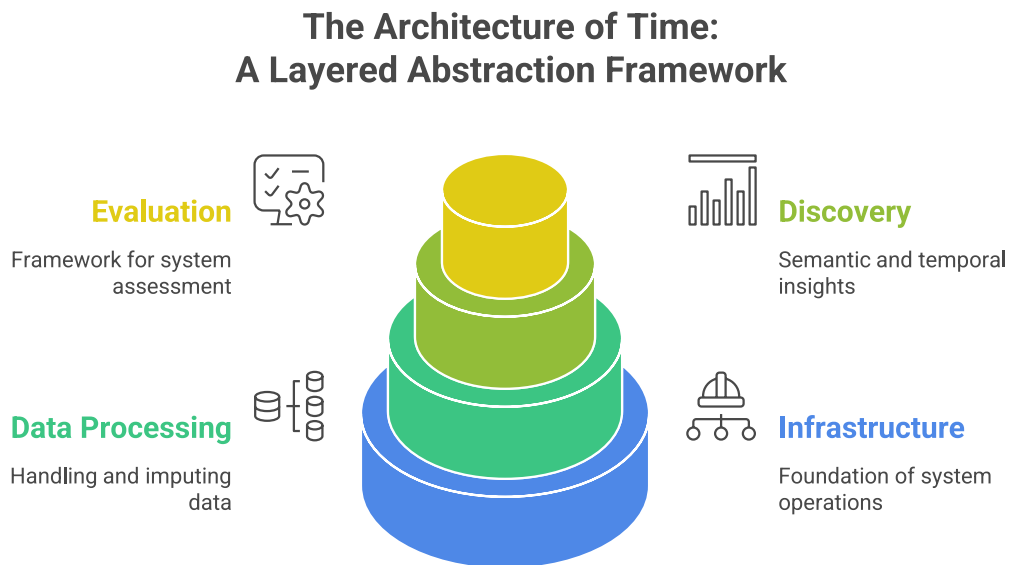 The Architecture of Time:
A Layered Abstraction Framework
Evaluation
Framework for system
assessment
Discovery
Semantic and temporal
insights
Data Processing
Handling and imputing
data
Infrastructure
Foundation of system
operations